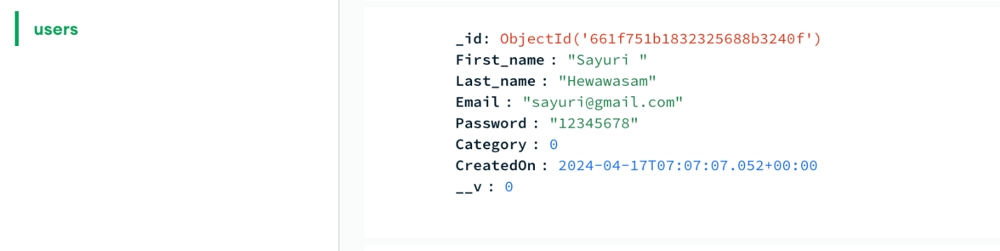 users
_id: ObjectId('661f751b1832325688b3240f')
First_name : "Sayuri "
Last_name : "Hewawasam"
Email : "sayuri@gmail.com"
Password : "12345678"
Category : 0
CreatedOn : 2024-04-17T07:07:07.052+00:00
__v : 0